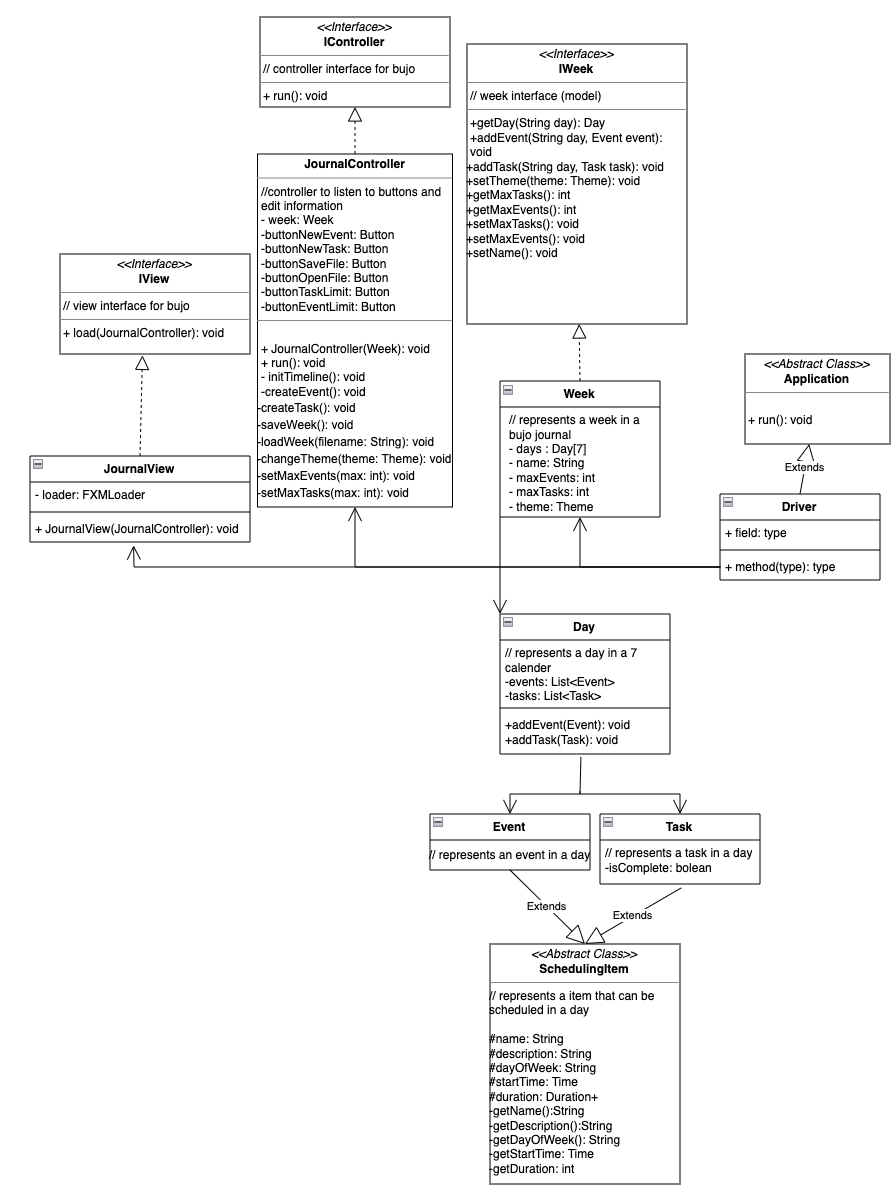 <<Interface>>
IController
// controller interface for bujo
+ run(): void
<<Interface>>
IWeek
// week interface (model)
+getDay(String day): Day
+addEvent(String day, Event event):
void
+addTask(String day, Task task): void
+setTheme(theme: Theme): void
+getMaxTasks(): int
+getMaxEvents(): int
+setMaxTasks(): void
+setMaxEvents(): void
+setName(): void
JournalController
//controller to listen to buttons and
edit information
- week: Week
-buttonNewEvent: Button
-buttonNewTask: Button
-buttonSaveFile: Button
-buttonOpenFile: Button
-buttonTaskLimit: Button
-buttonEventLimit: Button
+ JournalController(Week): void
+ run(): void
- initTimeline(): void
-createEvent(): void
-createTask(): void
-saveWeek(): void
-loadWeek(filename: String): void
-changeTheme(theme: Theme): void
-setMaxEvents(max: int): void
-setMaxTasks(max: int): void
<<Interface>>
IView
// view interface for bujo
+ load(JournalController): void
JournalView
- loader: FXMLoader
+ JournalView(JournalController): void
Week
// represents a week in a
bujo journal
- days : Day[7]
- name: String
- maxEvents: int
- maxTasks: int
- theme: Theme
<<Abstract Class>>
Application
+ run(): void
Extends
Driver
+ field: type
+ method(type): type
Day
// represents a day in a 7
calender
-events: List<Event>
-tasks: List<Task>
+addEvent(Event): void
+addTask(Task): void
Event
// represents an event in a day
Task
// represents a task in a day
-isComplete: bolean
Extends
Extends
<<Abstract Class>>
SchedulingItem
// represents a item that can be
scheduled in a day
#name: String
#description: String
#dayOfWeek: String
#startTime: Time
#duration: Duration+
-getName():String
-getDescription():String
-getDayOfWeek(): String
-getStartTime: Time
-getDuration: int